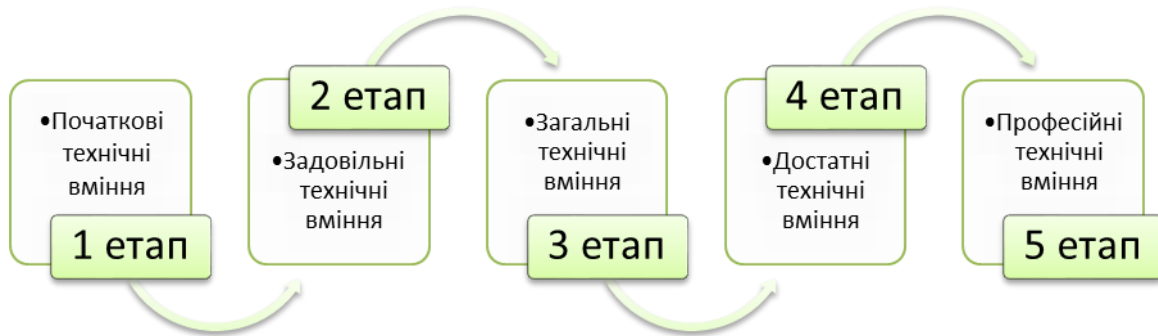 •Початкові
технічні
вміння
1 етап
2 етап
•Задовільні
технічні
вміння
•Загальні
технічні
вміння
3 етап
4 етап
•Достатні
технічні
вміння
•Професійні
технічні
вміння
5 етап